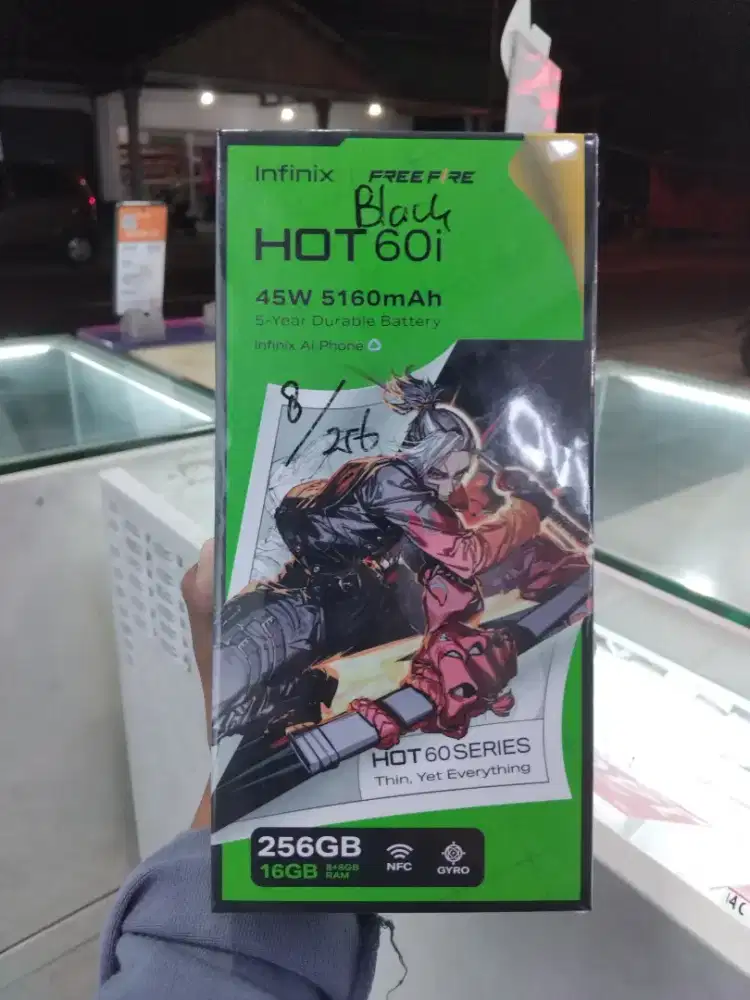 Infinix FREE FIRE
Black
HOT 60i
45W 5160mAh
5-Year Durable Battery
Infinix AI Phone
8/256
HOT 60 SERIES
Thin, Yet Everything
256GB
16GB 8+8GB RAM
NFC
GYRO
14 C